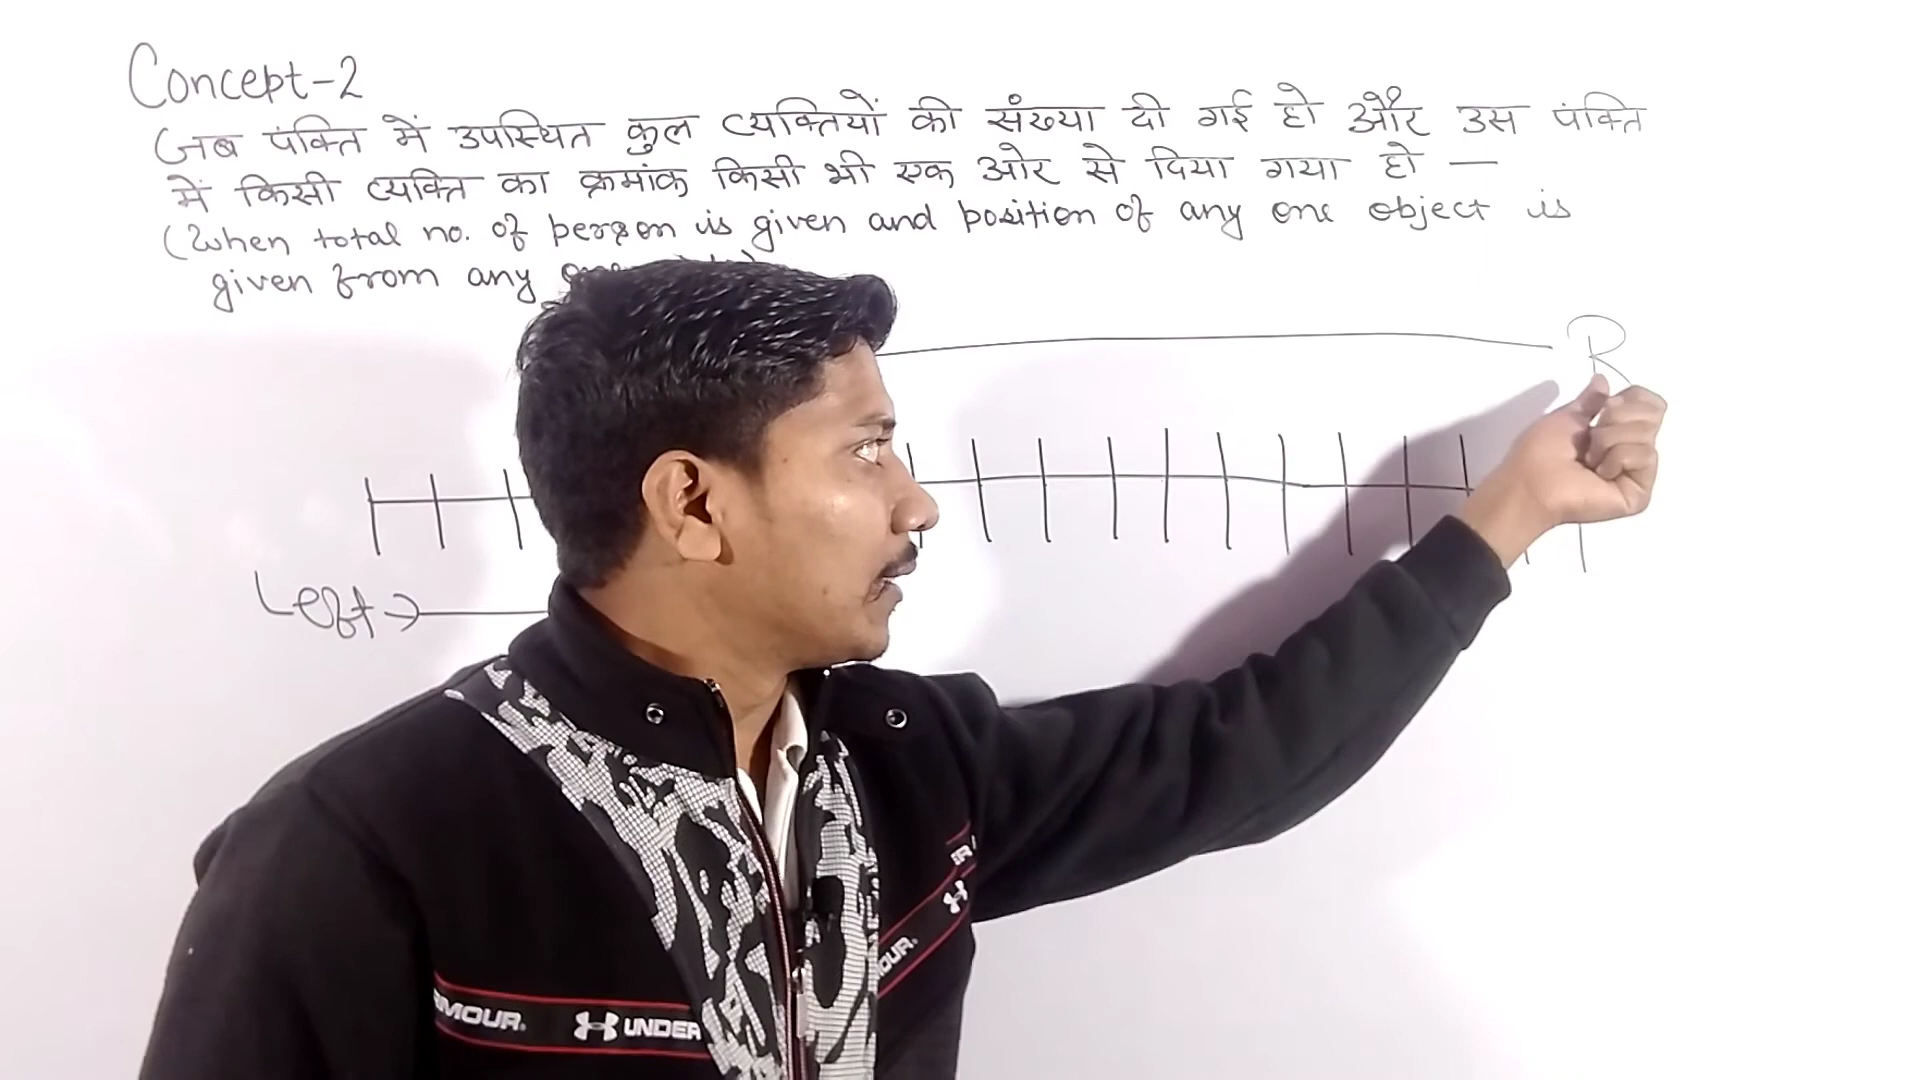 Concept-2
जब पंक्ति में उपस्थित कुल व्यक्तियों की संख्या दी गई हो और उस पंक्ति
में किसी व्यक्ति का क्रमांक किसी भी एक ओर से दिया गया हो —
(When total no. of person is given and position of any one object is
given from any
R
Left →
UNDER